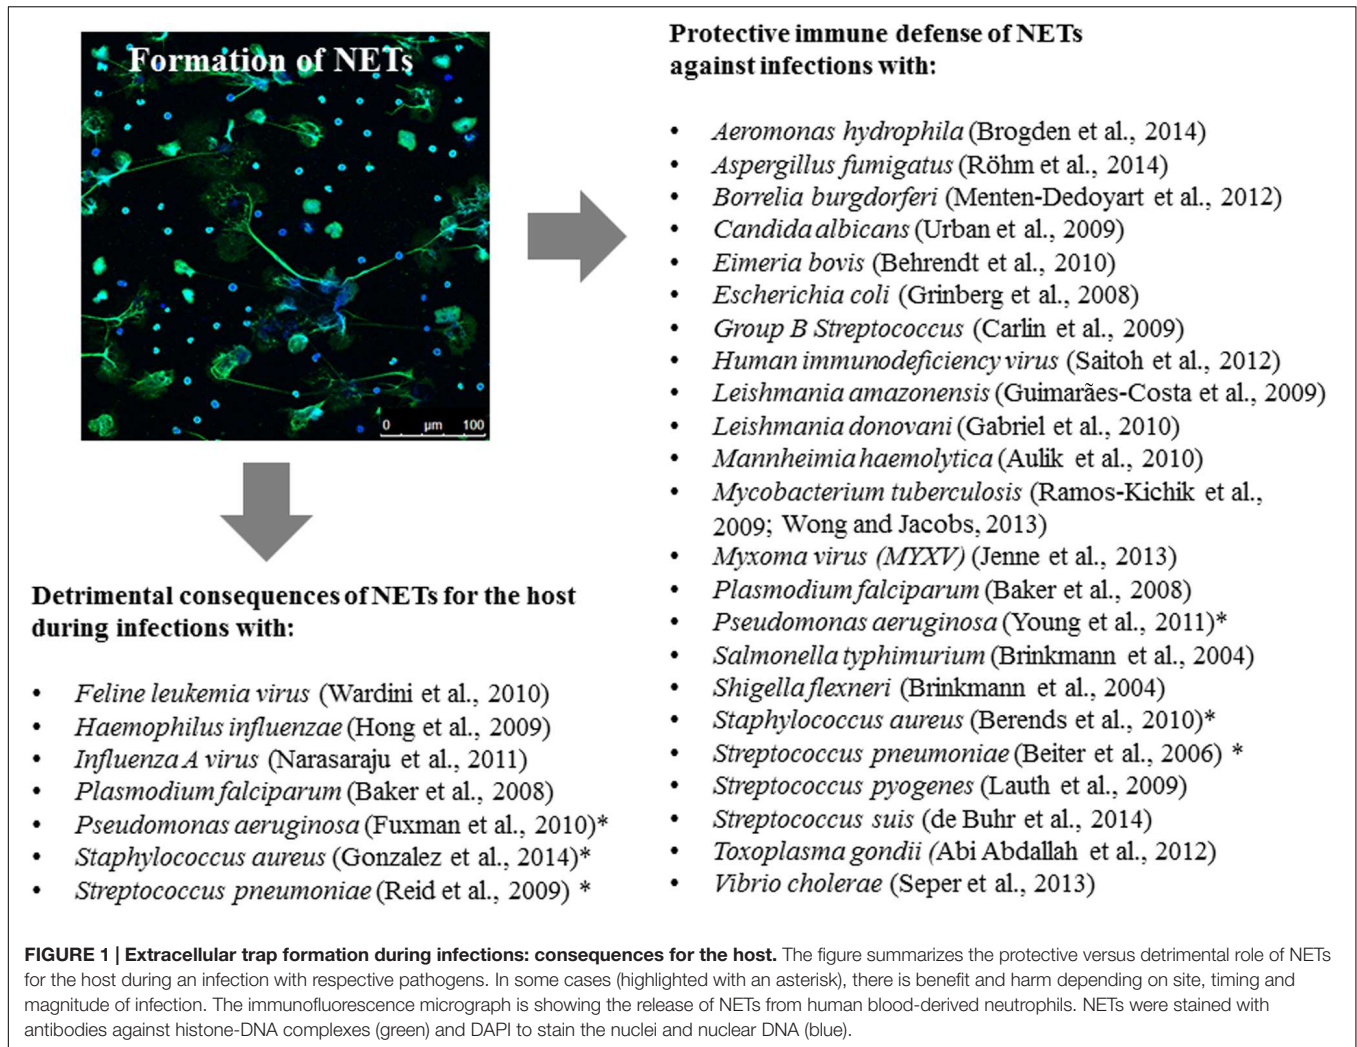 Formation of NETs
0 µm 100
Protective immune defense of NETs
against infections with:
• Aeromonas hydrophila (Brogden et al., 2014)
• Aspergillus fumigatus (Röhm et al., 2014)
• Borrelia burgdorferi (Menten-Dedoyart et al., 2012)
• Candida albicans (Urban et al., 2009)
• Eimeria bovis (Behrendt et al., 2010)
• Escherichia coli (Grinberg et al., 2008)
• Group B Streptococcus (Carlin et al., 2009)
• Human immunodeficiency virus (Saitoh et al., 2012)
• Leishmania amazonensis (Guimarães-Costa et al., 2009)
• Leishmania donovani (Gabriel et al., 2010)
• Mannheimia haemolytica (Aulik et al., 2010)
• Mycobacterium tuberculosis (Ramos-Kichik et al.,
2009; Wong and Jacobs, 2013)
• Myxoma virus (MYXV) (Jenne et al., 2013)
• Plasmodium falciparum (Baker et al., 2008)
• Pseudomonas aeruginosa (Young et al., 2011)*
• Salmonella typhimurium (Brinkmann et al., 2004)
• Shigella flexneri (Brinkmann et al., 2004)
• Staphylococcus aureus (Berends et al., 2010)*
• Streptococcus pneumoniae (Beiter et al., 2006) *
• Streptococcus pyogenes (Lauth et al., 2009)
• Streptococcus suis (de Buhr et al., 2014)
• Toxoplasma gondii (Abi Abdallah et al., 2012)
• Vibrio cholerae (Seper et al., 2013)
Detrimental consequences of NETs for the host
during infections with:
• Feline leukemia virus (Wardini et al., 2010)
• Haemophilus influenzae (Hong et al., 2009)
• Influenza A virus (Narasaraju et al., 2011)
• Plasmodium falciparum (Baker et al., 2008)
• Pseudomonas aeruginosa (Fuxman et al., 2010)*
• Staphylococcus aureus (Gonzalez et al., 2014)*
• Streptococcus pneumoniae (Reid et al., 2009) *
FIGURE 1 | Extracellular trap formation during infections: consequences for the host. The figure summarizes the protective versus detrimental role of NETs
for the host during an infection with respective pathogens. In some cases (highlighted with an asterisk), there is benefit and harm depending on site, timing and
magnitude of infection. The immunofluorescence micrograph is showing the release of NETs from human blood-derived neutrophils. NETs were stained with
antibodies against histone-DNA complexes (green) and DAPI to stain the nuclei and nuclear DNA (blue).